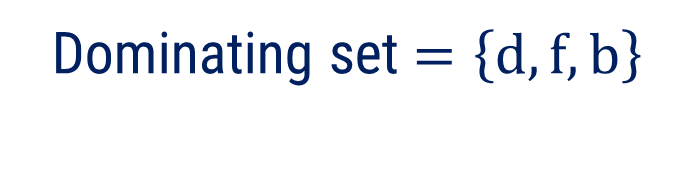 Dominating set = {d, f, b}